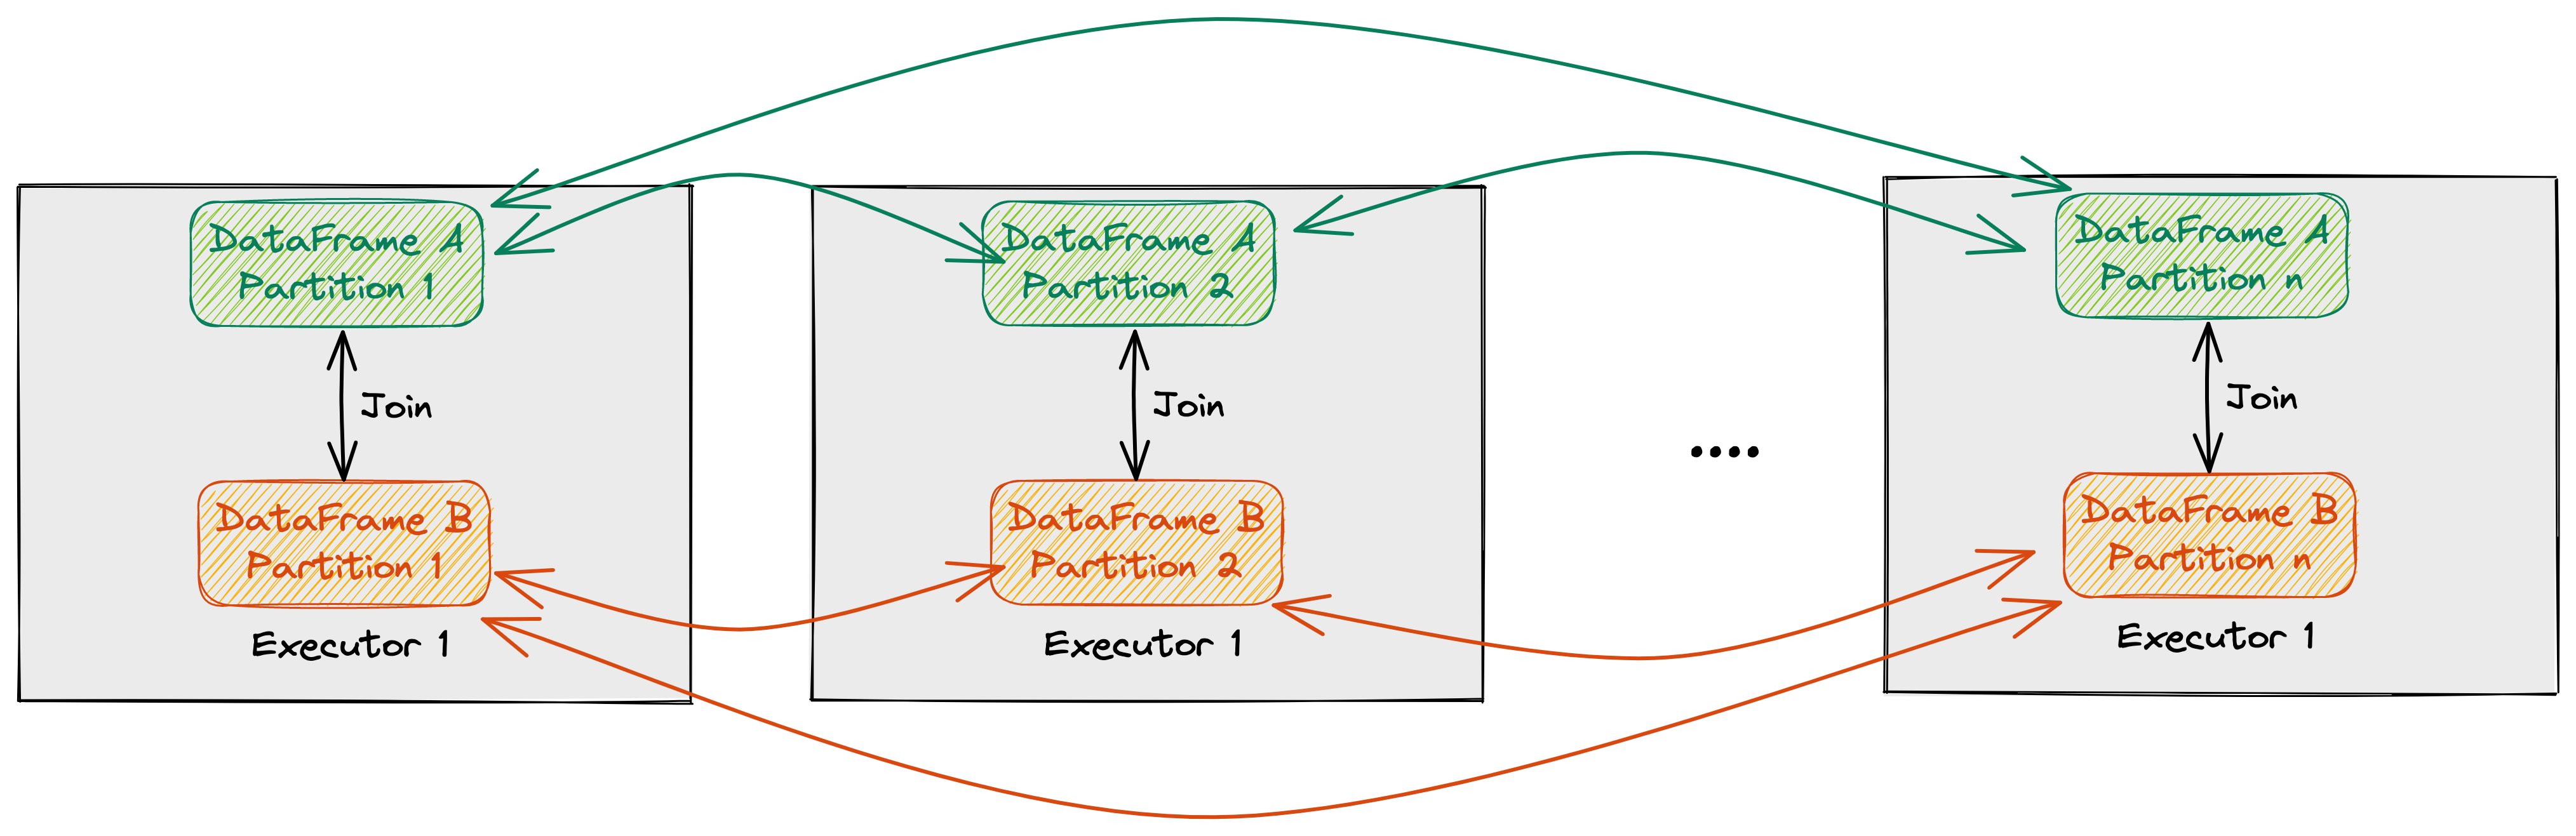 DataFrame A
Partition 1
Join
DataFrame B
Partition 1
Executor 1
DataFrame A
Partition 2
Join
DataFrame B
Partition 2
Executor 1
....
DataFrame A
Partition n
Join
DataFrame B
Partition n
Executor 1